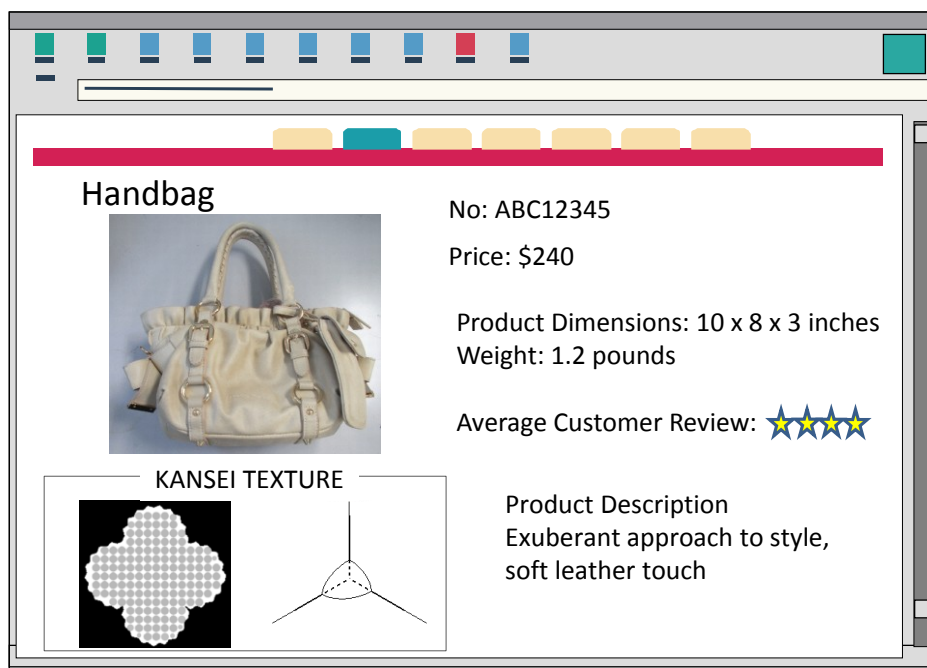 Handbag
No: ABC12345
Price: $240
Product Dimensions: 10 x 8 x 3 inches
Weight: 1.2 pounds
Average Customer Review:
KANSEI TEXTURE
Product Description
Exuberant approach to style,
soft leather touch